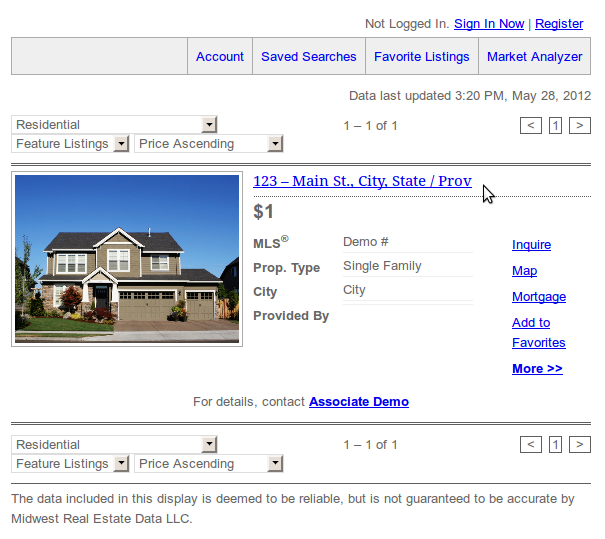 Not Logged In. Sign In Now | Register
Account Saved Searches Favorite Listings Market Analyzer
Data last updated 3:20 PM, May 28, 2012
Residential
1 – 1 of 1
< 1 >
Feature Listings Price Ascending
123 – Main St., City, State / Prov
$1
MLS® Demo #
Prop. Type Single Family
City City
Provided By
Inquire
Map
Mortgage
Add to
Favorites
More >>
For details, contact Associate Demo
Residential
1 – 1 of 1
< 1 >
Feature Listings Price Ascending
The data included in this display is deemed to be reliable, but is not guaranteed to be accurate by
Midwest Real Estate Data LLC.